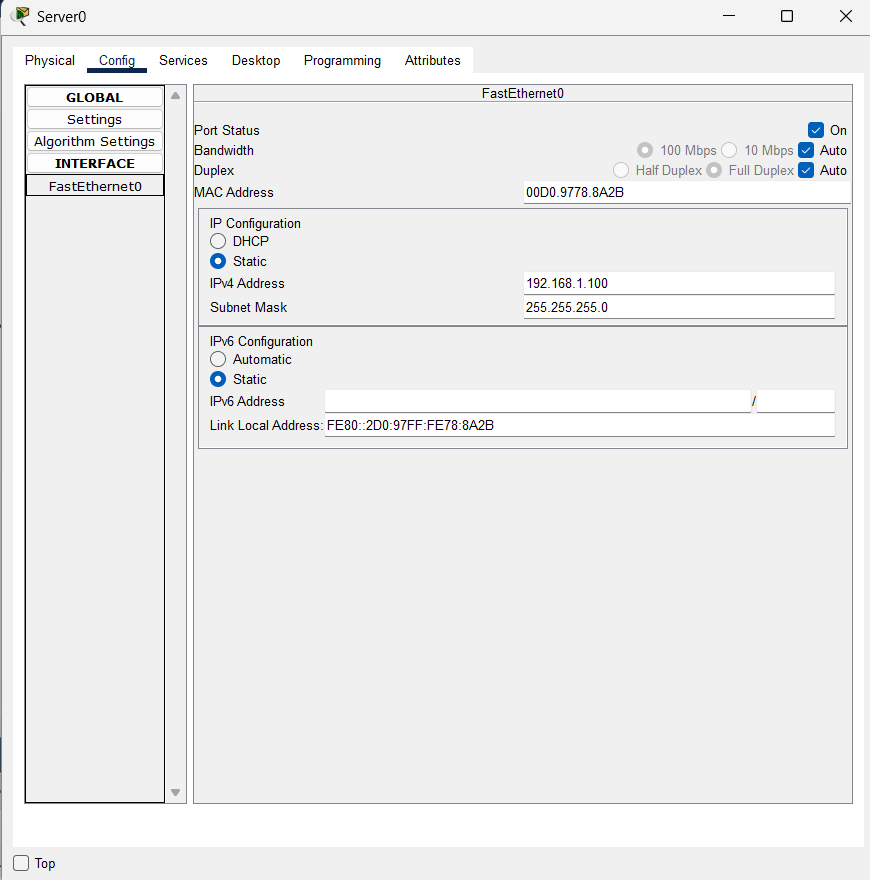 Server0
Physical Config Services Desktop Programming Attributes
GLOBAL
Settings
Algorithm Settings
INTERFACE
FastEthernet0
FastEthernet0
Port Status On
Bandwidth 100 Mbps 10 Mbps Auto
Duplex Half Duplex Full Duplex Auto
MAC Address 00D0.9778.8A2B
IP Configuration
DHCP
Static
IPv4 Address 192.168.1.100
Subnet Mask 255.255.255.0
IPv6 Configuration
Automatic
Static
IPv6 Address /
Link Local Address: FE80::2D0:97FF:FE78:8A2B
Top